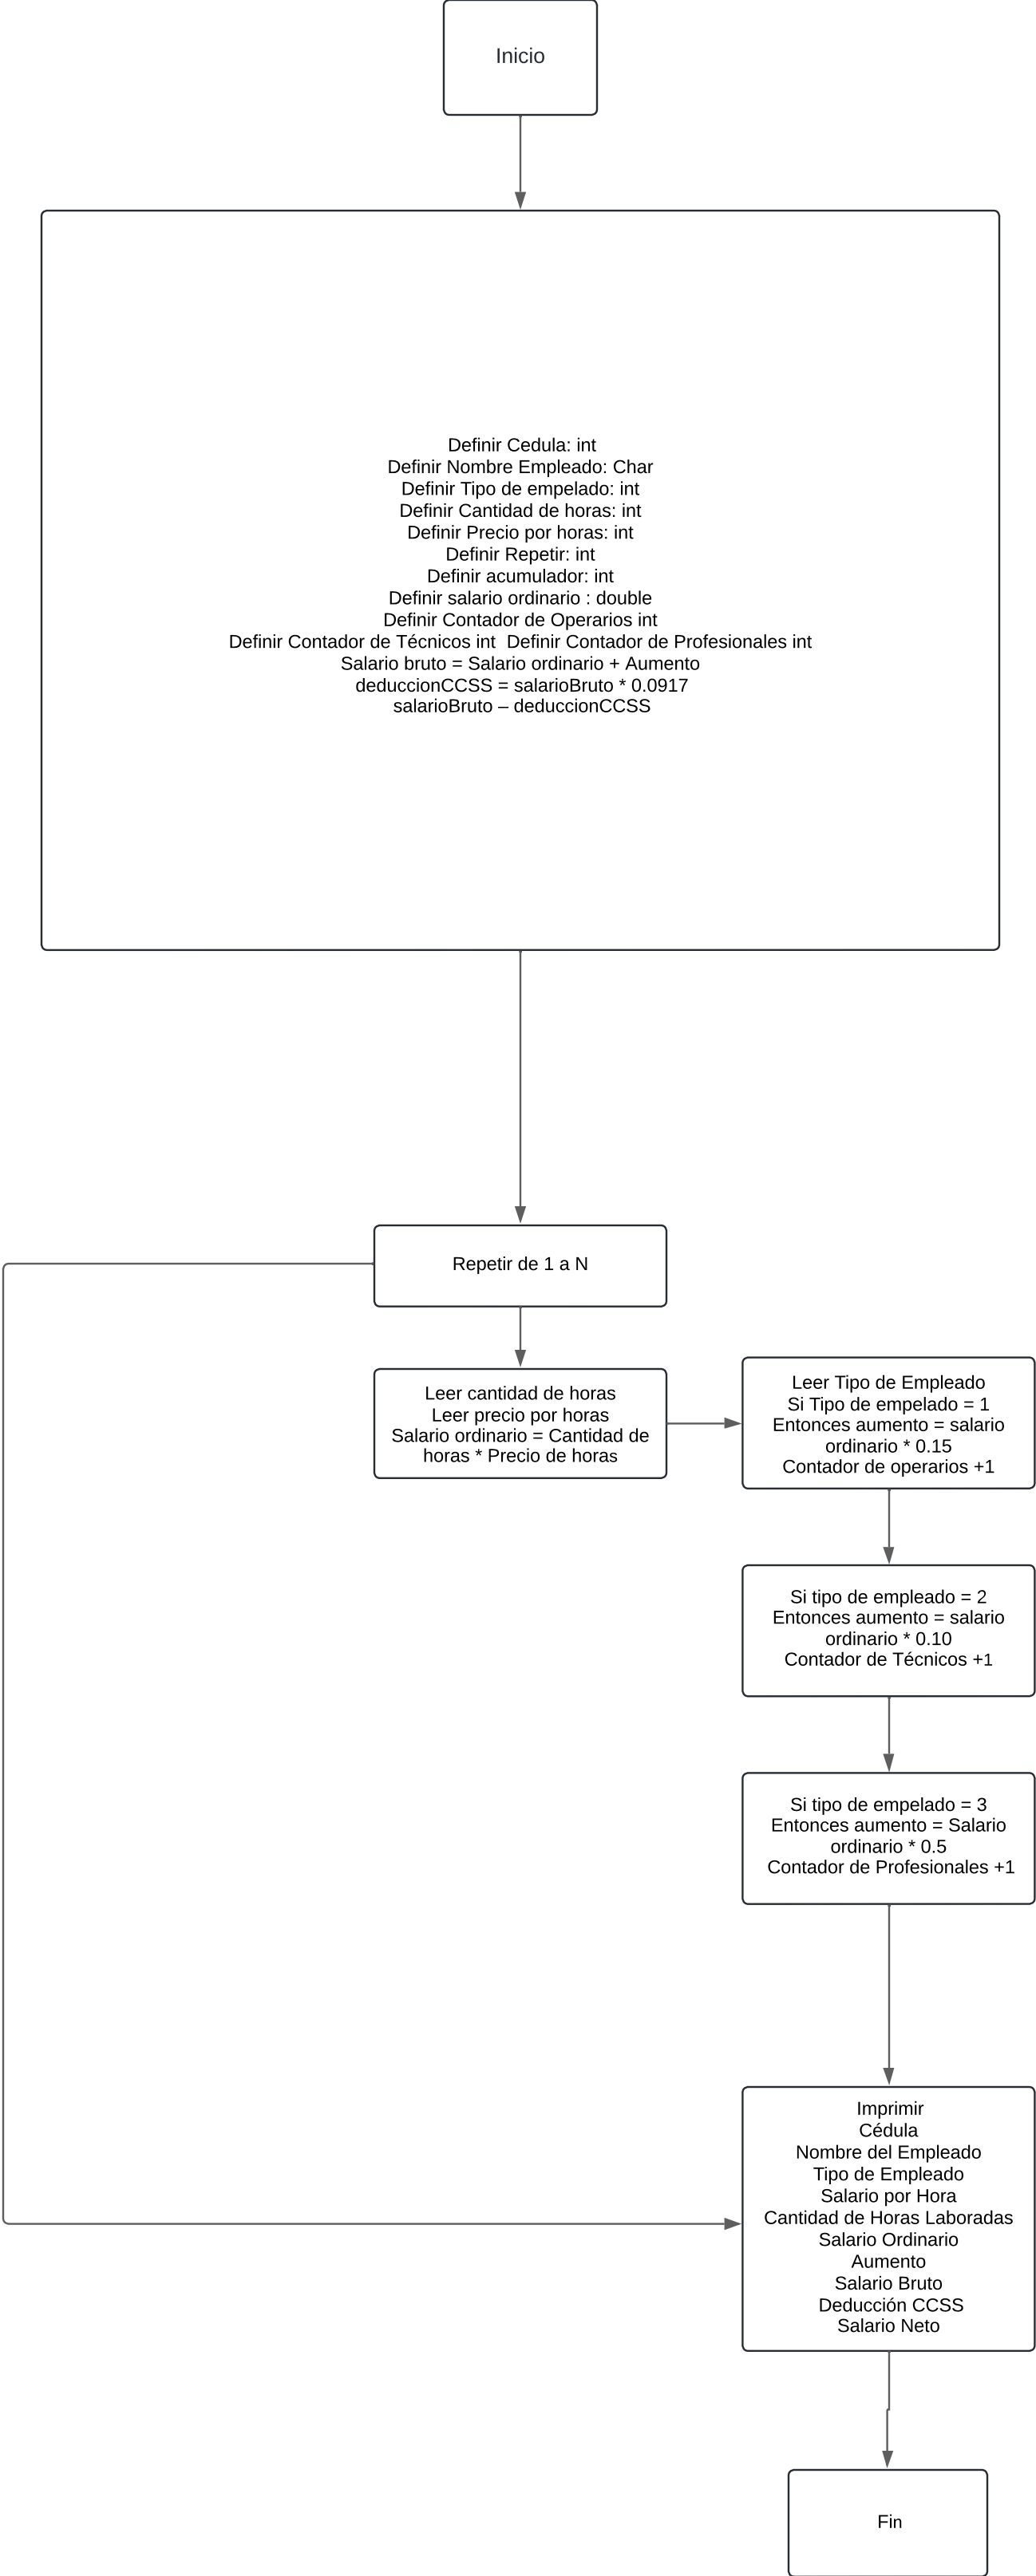 Inicio
Definir Cedula: int
Definir Nombre Empleado: Char
Definir Tipo de empelado: int
Definir Cantidad de horas: int
Definir Precio por horas: int
Definir Repetir: int
Definir acumulador: int
Definir salario ordinario : double
Definir Contador de Operarios int
Definir Contador de Técnicos int  Definir Contador de Profesionales int
Salario bruto = Salario ordinario + Aumento
deduccionCCSS = salarioBruto * 0.0917
salarioBruto – deduccionCCSS
Repetir de 1 a N
Leer cantidad de horas
Leer precio por horas
Salario ordinario = Cantidad de
horas * Precio de horas
Leer Tipo de Empleado
Si Tipo de empelado = 1
Entonces aumento = salario
ordinario * 0.15
Contador de operarios +1
Si tipo de empleado = 2
Entonces aumento = salario
ordinario * 0.10
Contador de Técnicos +1
Si tipo de empelado = 3
Entonces aumento = Salario
ordinario * 0.5
Contador de Profesionales +1
Imprimir
Cédula
Nombre del Empleado
Tipo de Empleado
Salario por Hora
Cantidad de Horas Laboradas
Salario Ordinario
Aumento
Salario Bruto
Deducción CCSS
Salario Neto
Fin